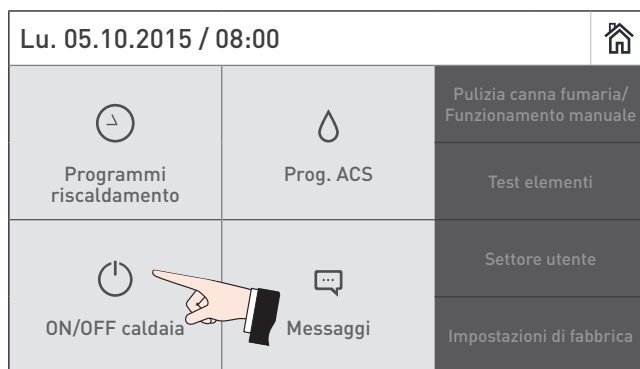 Lu. 05.10.2015 / 08:00
Programmi
riscaldamento
Prog. ACS
Pulizia canna fumaria/
Funzionamento manuale
Test elementi
ON/OFF caldaia
Messaggi
Settore utente
Impostazioni di fabbrica